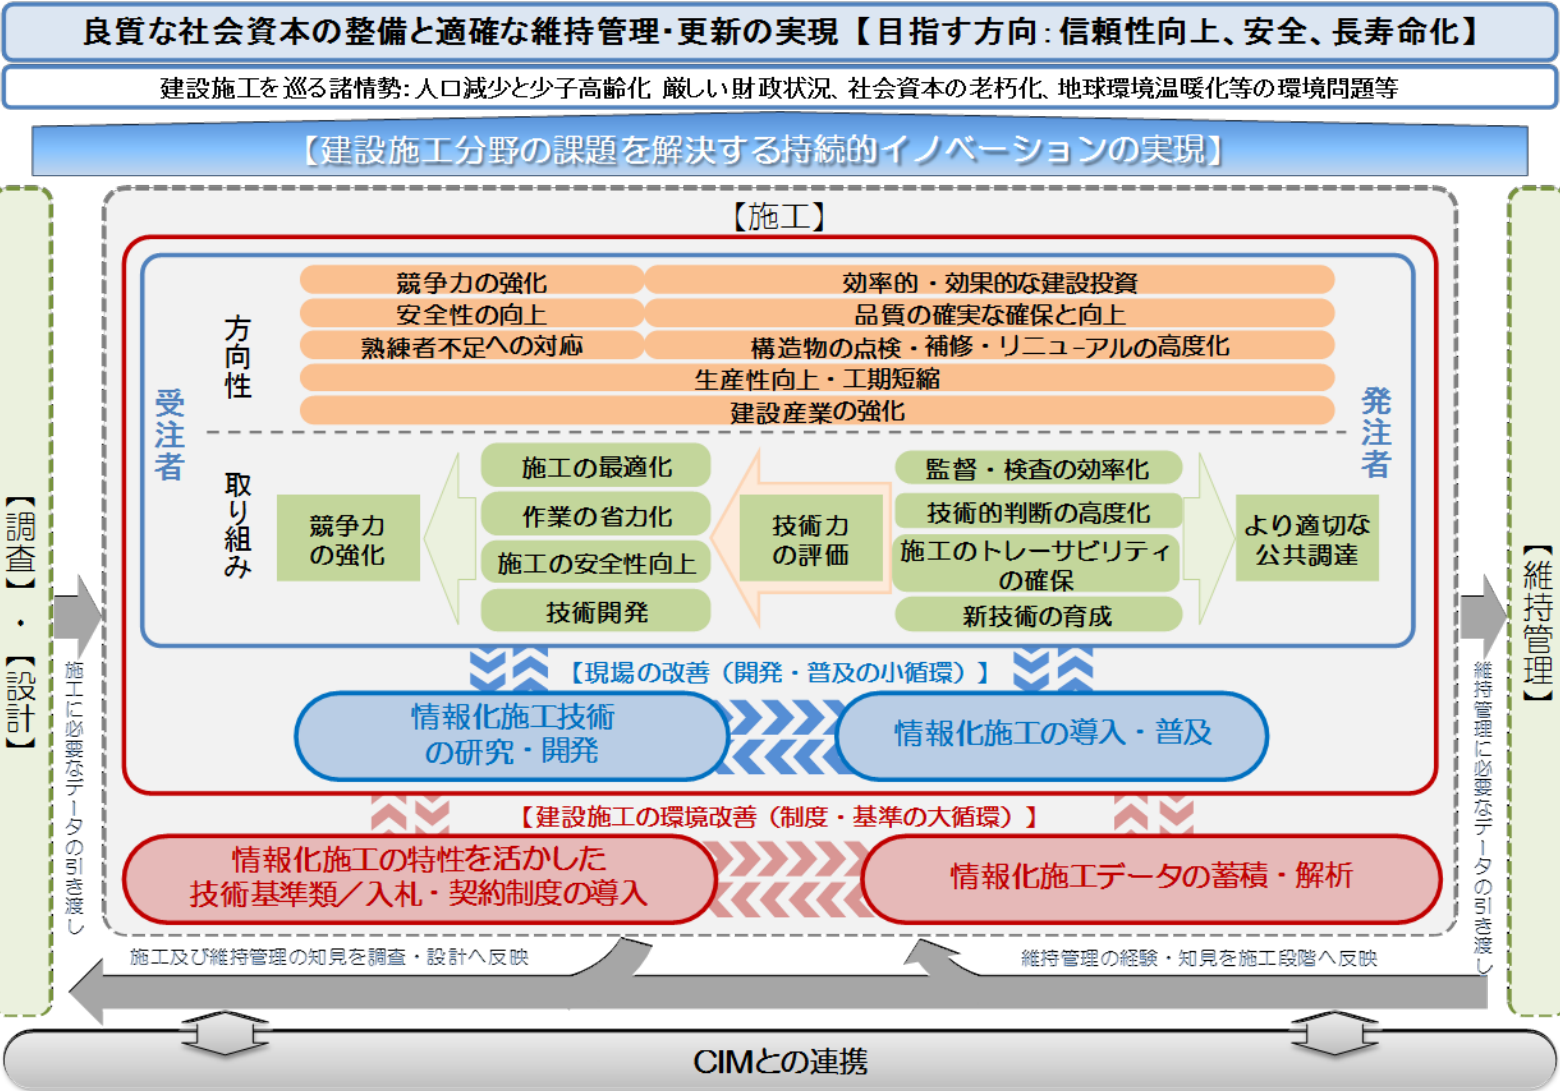 良質な社会資本の整備と適確な維持管理・更新の実現【目指す方向：信頼性向上、安全、長寿命化】
建設施工を巡る諸情勢：人口減少と少子高齢化 厳しい財政状況、社会資本の老朽化、地球環境温暖化等の環境問題等
【建設施工分野の課題を解決する持続的イノベーションの実現】
【調査】・【設計】
施工に必要なデータの引き渡し
【施工】
受注者
方向性
競争力の強化
効率的・効果的な建設投資
安全性の向上
品質の確実な確保と向上
熟練者不足への対応
構造物の点検・補修・リニューアルの高度化
生産性向上・工期短縮
建設産業の強化
発注者
取り組み
競争力
の強化
施工の最適化
作業の省力化
施工の安全性向上
技術開発
技術力
の評価
監督・検査の効率化
技術的判断の高度化
施工のトレーサビリティ
の確保
新技術の育成
より適切な
公共調達
【現場の改善（開発・普及の小循環）】
情報化施工技術
の研究・開発
情報化施工の導入・普及
【建設施工の環境改善（制度・基準の大循環）】
情報化施工の特性を活かした
技術基準類／入札・契約制度の導入
情報化施工データの蓄積・解析
維持管理に必要なデータの引き渡し
【維持管理】
施工及び維持管理の知見を調査・設計へ反映
維持管理の経験・知見を施工段階へ反映
CIMとの連携